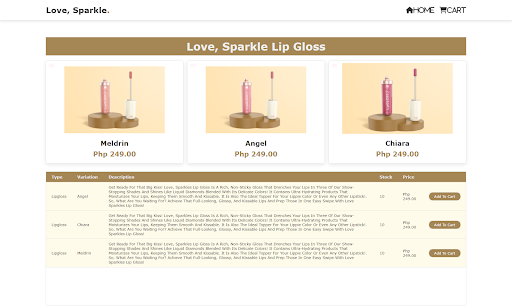 Love, Sparkle.
HOME CART
Love, Sparkle Lip Gloss
Meldrin Angel Chiara
Php 249.00 Php 249.00 Php 249.00
Type Variation Description Stock Price
Get Ready For That Big Kiss! Love, Sparkles Lip Gloss Is A Rich, Non-Sticky Gloss That Drenches Your Lips In Three Of Our Show-
Stopping Shades And Shines Like Liquid Diamonds Blended With Its Delicate Colors! It Contains Ultra-Hydrating Products That
Lipgloss Angel Moisturizes Your Lips, Keeping Them Smooth And Kissable. It Is Also The Ideal Topper For Your Lippie Color Or Even Any Other Lipstick! 10 Php 249.00 Add To Cart
So, What Are You Waiting For? Achieve That Full-Looking, Glossy, And Kissable Lips And Prep Those In One Easy Swipe With Love
Sparkles Lip Gloss!
Get Ready For That Big Kiss! Love, Sparkles Lip Gloss Is A Rich, Non-Sticky Gloss That Drenches Your Lips In Three Of Our Show-
Stopping Shades And Shines Like Liquid Diamonds Blended With Its Delicate Colors! It Contains Ultra-Hydrating Products That
Lipgloss Chiara Moisturizes Your Lips, Keeping Them Smooth And Kissable. It Is Also The Ideal Topper For Your Lippie Color Or Even Any Other Lipstick! 10 Php 249.00 Add To Cart
So, What Are You Waiting For? Achieve That Full-Looking, Glossy, And Kissable Lips And Prep Those In One Easy Swipe With Love
Sparkles Lip Gloss!
Get Ready For That Big Kiss! Love, Sparkles Lip Gloss Is A Rich, Non-Sticky Gloss That Drenches Your Lips In Three Of Our Show-
Stopping Shades And Shines Like Liquid Diamonds Blended With Its Delicate Colors! It Contains Ultra-Hydrating Products That
Lipgloss Meldrin Moisturizes Your Lips, Keeping Them Smooth And Kissable. It Is Also The Ideal Topper For Your Lippie Color Or Even Any Other Lipstick! 10 Php 249.00 Add To Cart
So, What Are You Waiting For? Achieve That Full-Looking, Glossy, And Kissable Lips And Prep Those In One Easy Swipe With Love
Sparkles Lip Gloss!